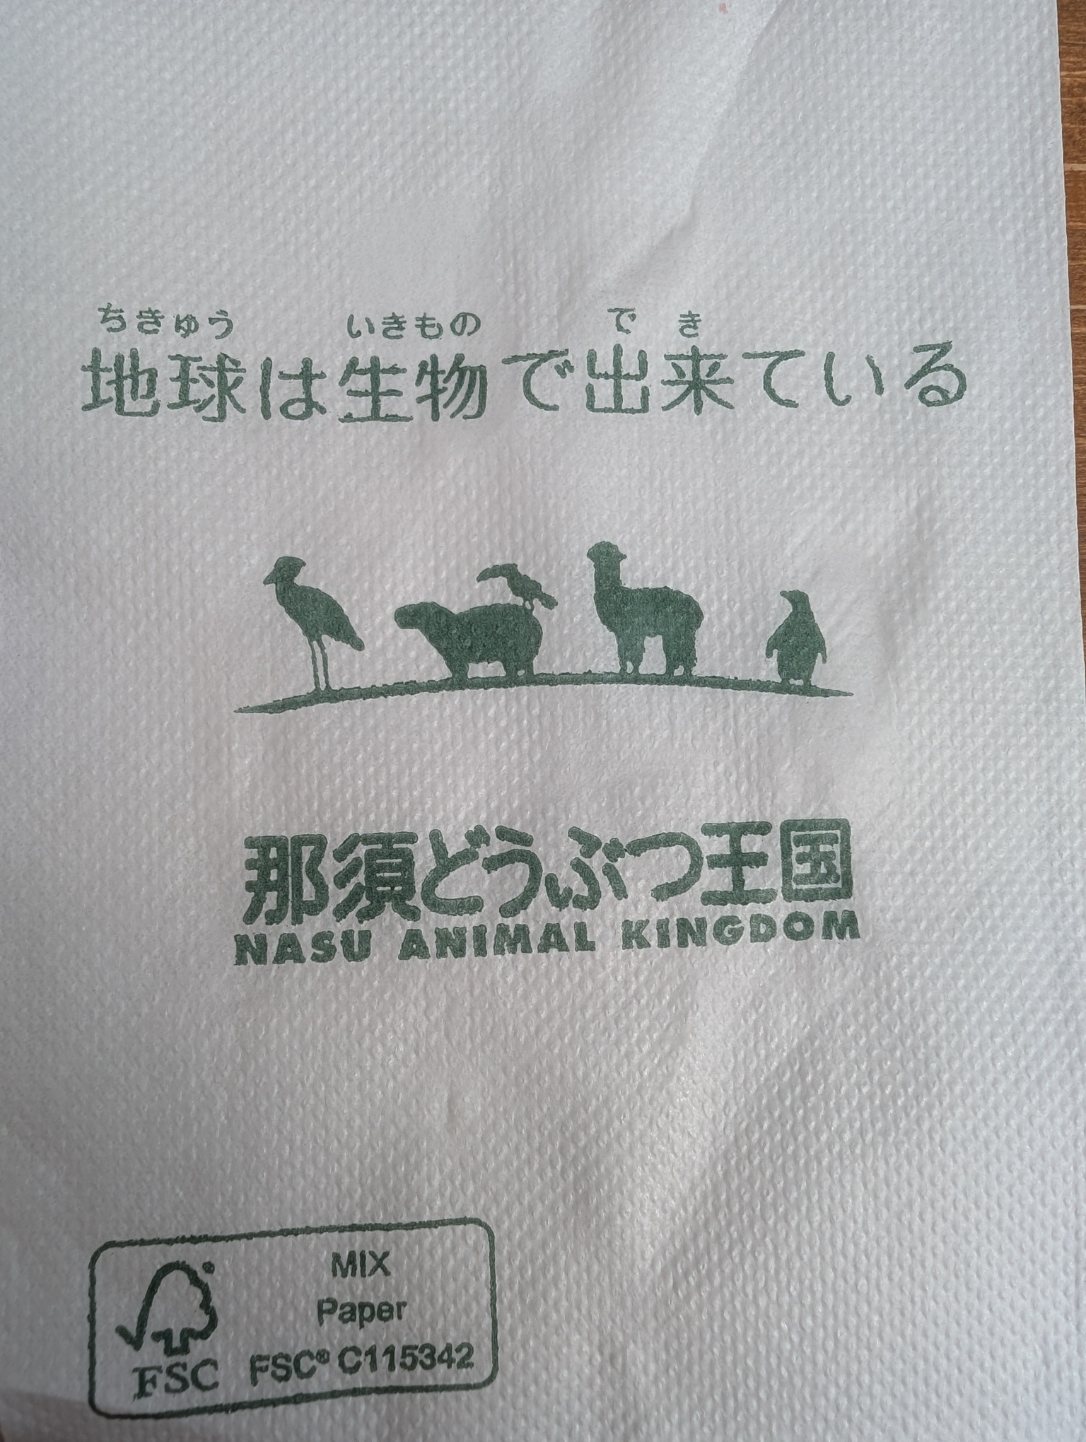 ちきゅう いきもの で き
地球は生物で出来ている
那須どうぶつ王国
NASU ANIMAL KINGDOM
MIX
Paper
FSC FSC® C115342